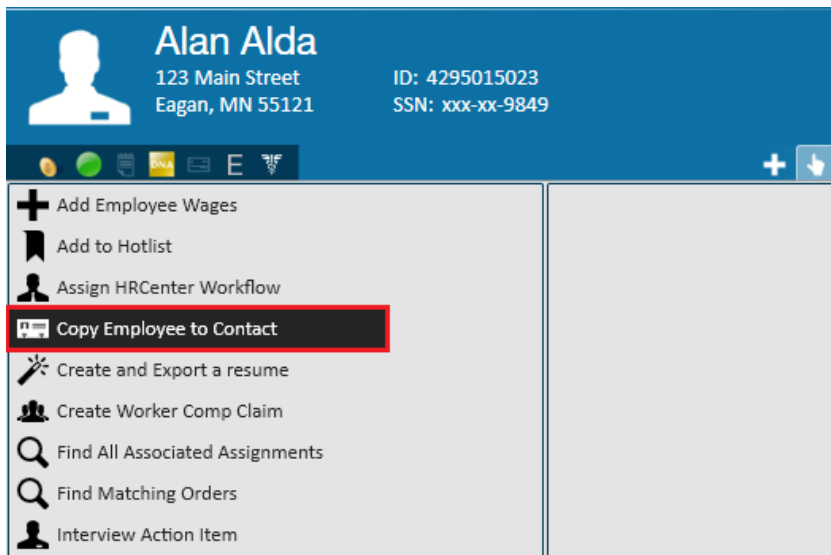 Alan Alda
123 Main Street
Eagan, MN 55121
ID: 4295015023
SSN: xxx-xx-9849
DNA
E
Add Employee Wages
Add to Hotlist
Assign HRCenter Workflow
Copy Employee to Contact
Create and Export a resume
Create Worker Comp Claim
Find All Associated Assignments
Find Matching Orders
Interview Action Item